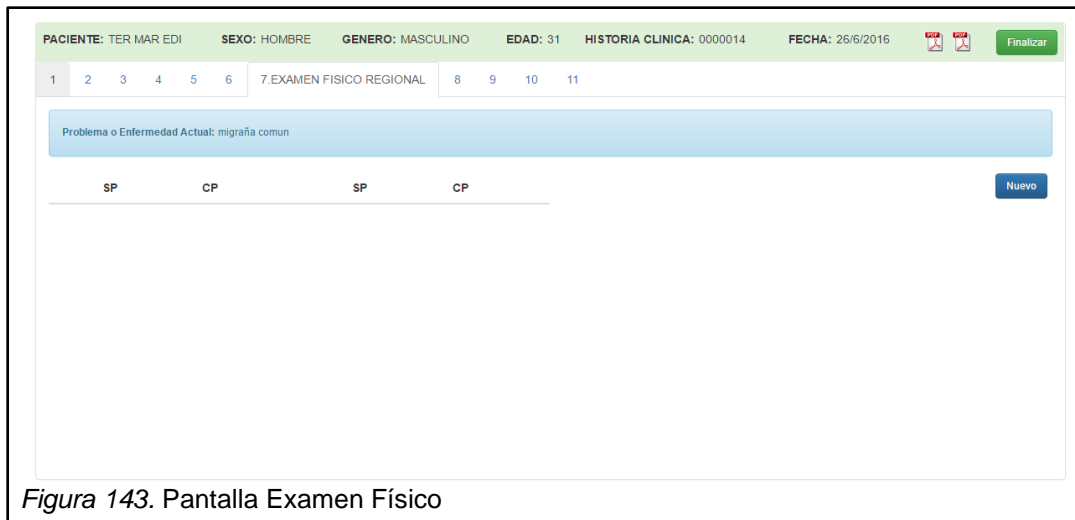 PACIENTE: TER MAR EDI SEXO: HOMBRE GENERO: MASCULINO EDAD: 31 HISTORIA CLINICA: 0000014 FECHA: 26/6/2016 PDF PDF Finalizar
1 2 3 4 5 6 7.EXAMEN FISICO REGIONAL 8 9 10 11
Problema o Enfermedad Actual: migraña comun
SP CP SP CP Nuevo
Figura 143. Pantalla Examen Físico